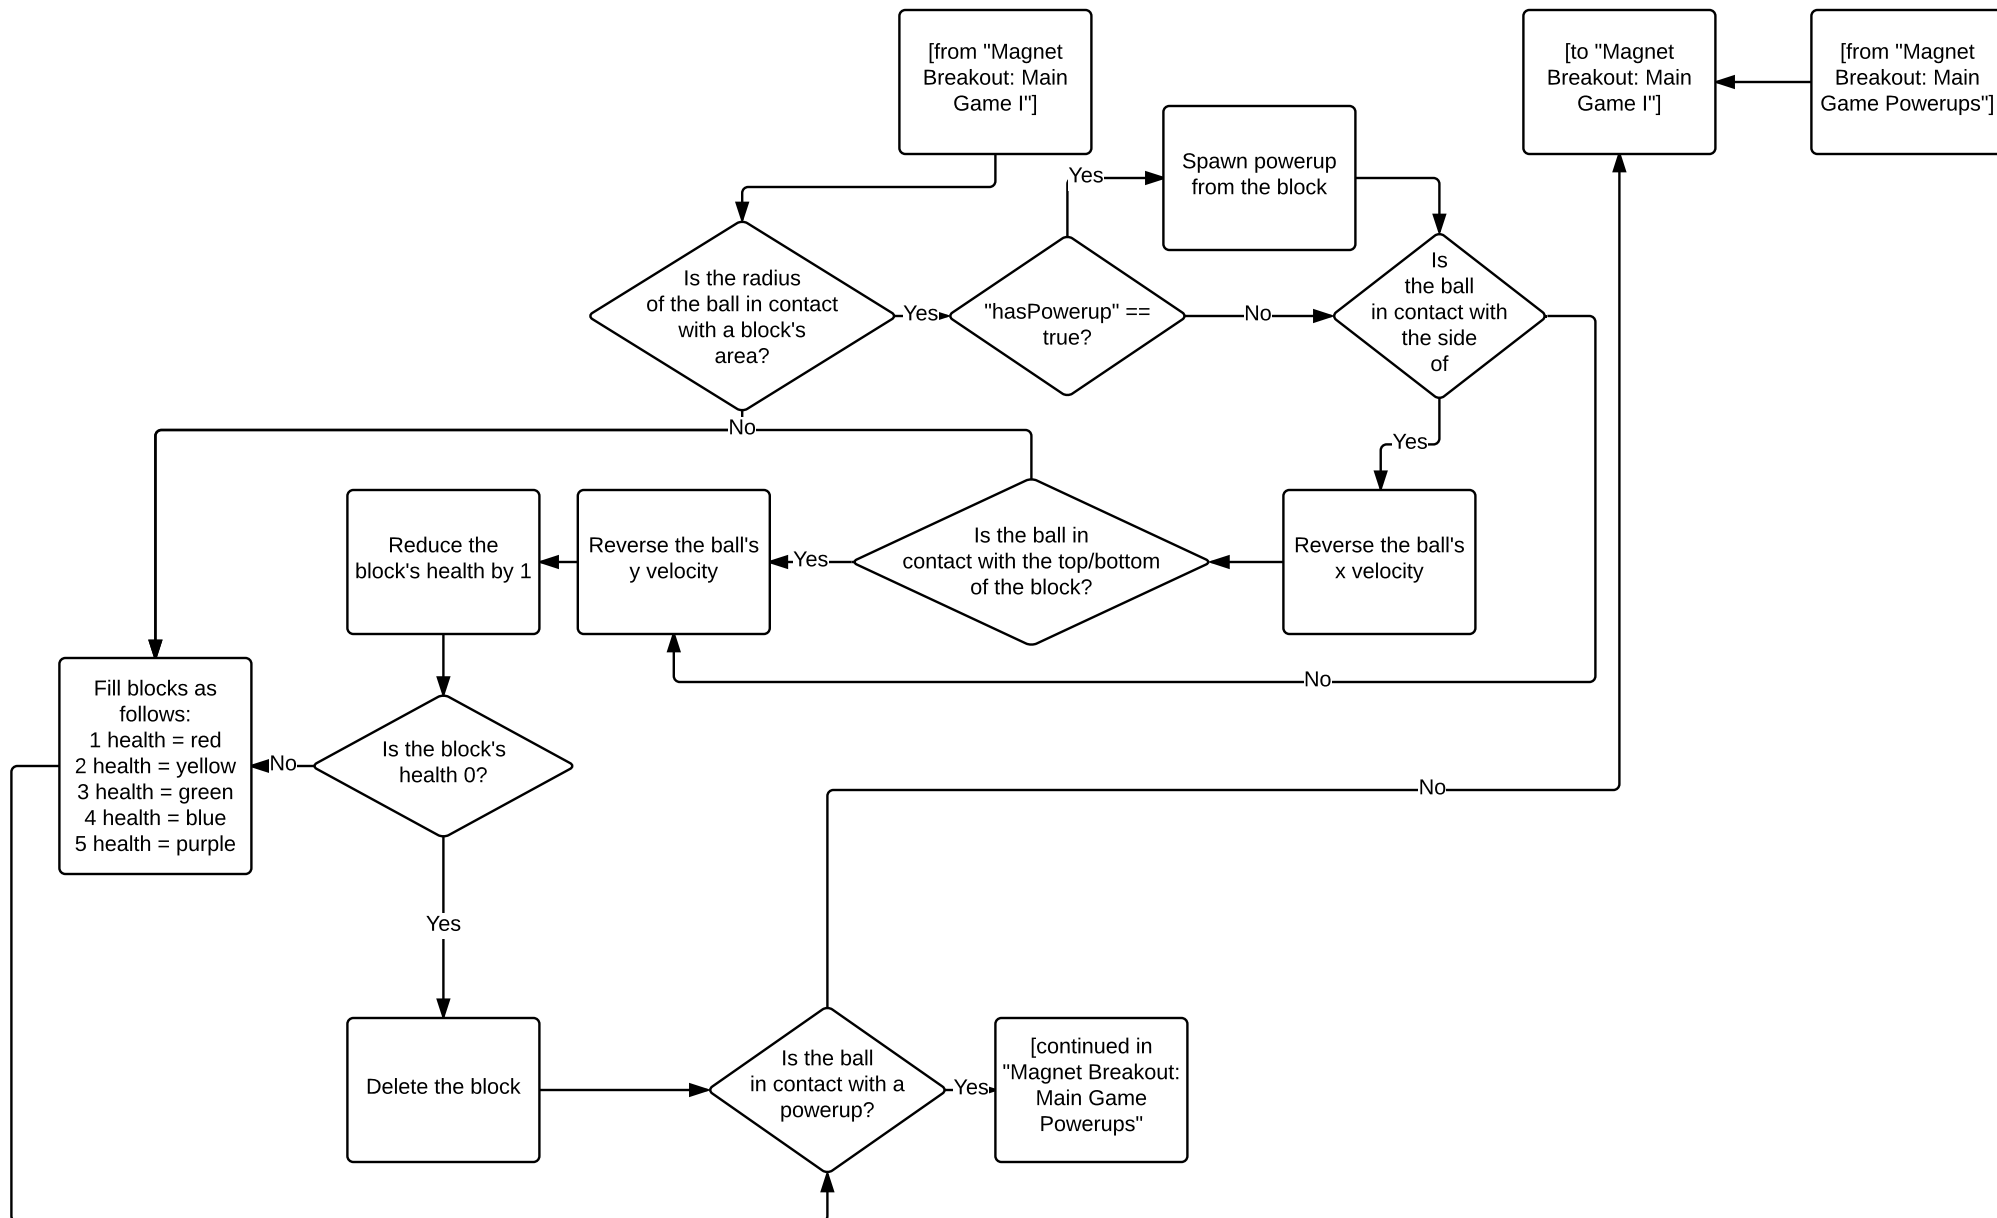 [from "Magnet
Breakout: Main
Game I"]
[to "Magnet
Breakout: Main
Game I"]
[from "Magnet
Breakout: Main
Game Powerups"]
Yes
Spawn powerup
from the block
Is the radius
of the ball in contact
with a block's
area?
Yes
"hasPowerup" ==
true?
No
Is
the ball
in contact with
the side
of
No
Yes
Reduce the
block's health by 1
Reverse the ball's
y velocity
Yes
Is the ball in
contact with the top/bottom
of the block?
Reverse the ball's
x velocity
No
Fill blocks as
follows:
1 health = red
2 health = yellow
3 health = green
4 health = blue
5 health = purple
No
Is the block's
health 0?
No
Yes
Delete the block
Is the ball
in contact with a
powerup?
Yes
[continued in
"Magnet Breakout:
Main Game
Powerups"